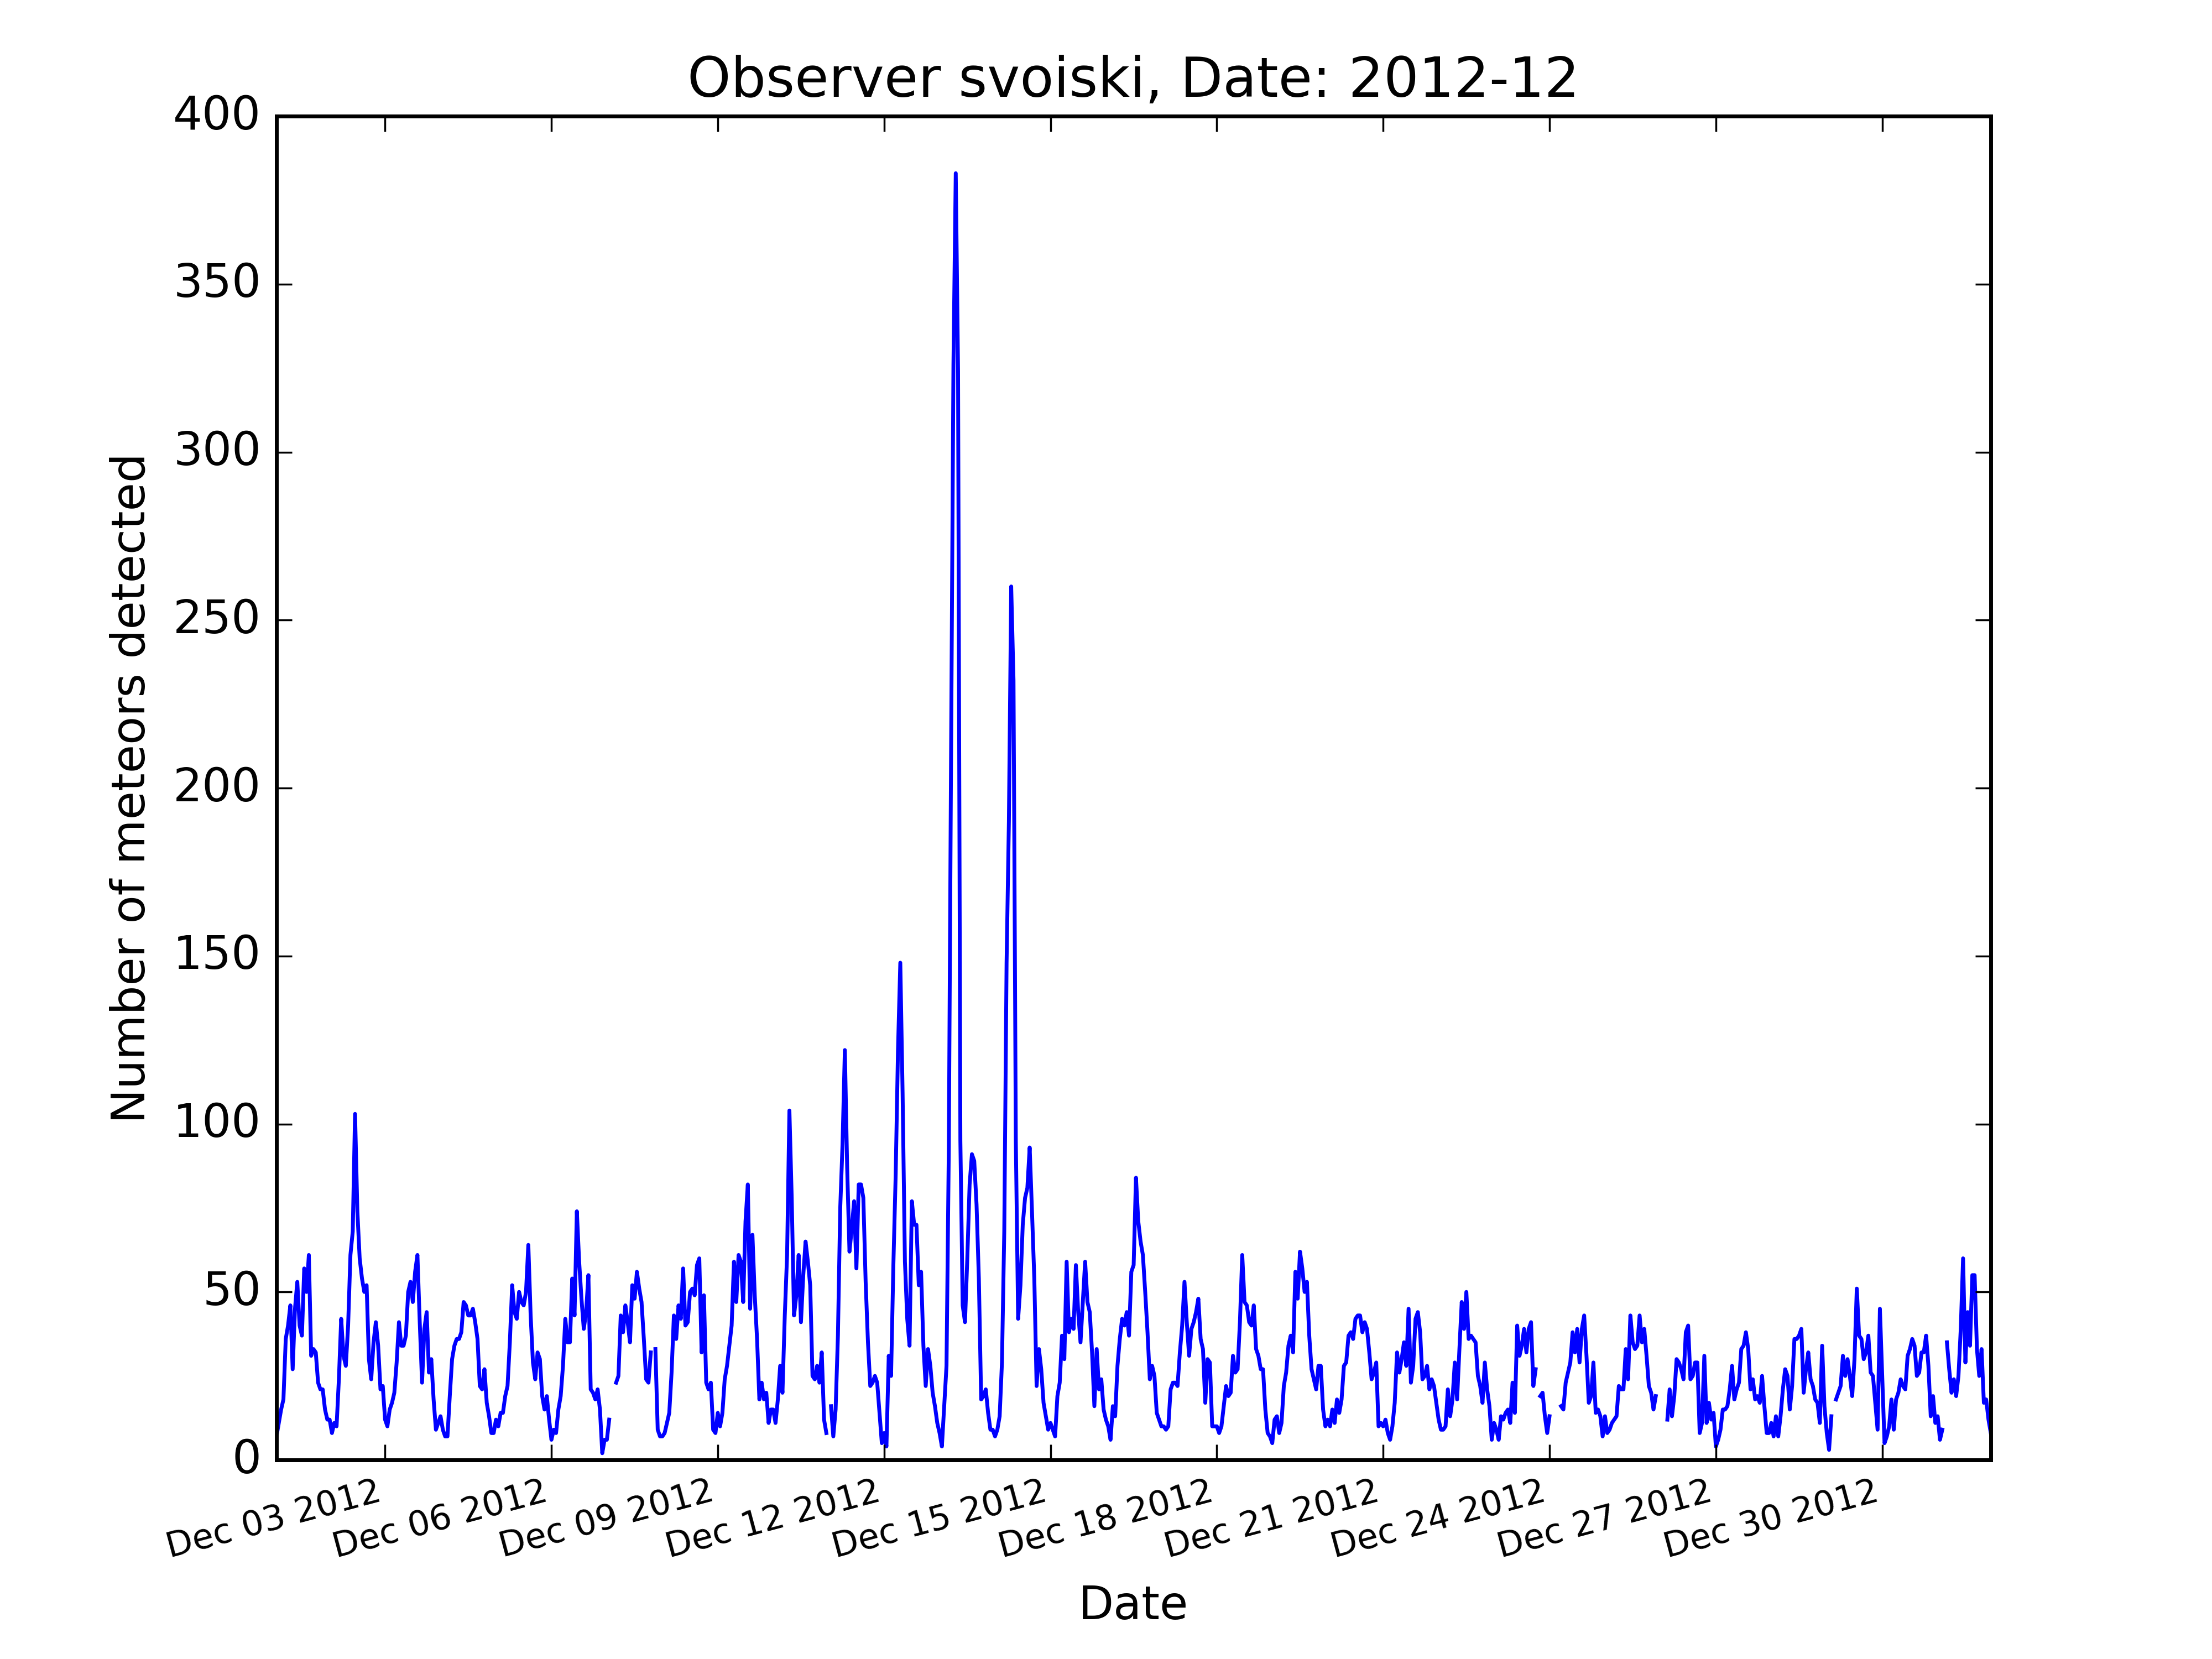 Observer svoiski, Date: 2012-12
400
350
300
250
200
150
100
50
0
Number of meteors detected
Dec 03 2012
Dec 06 2012
Dec 09 2012
Dec 12 2012
Dec 15 2012
Dec 18 2012
Dec 21 2012
Dec 24 2012
Dec 27 2012
Dec 30 2012
Date